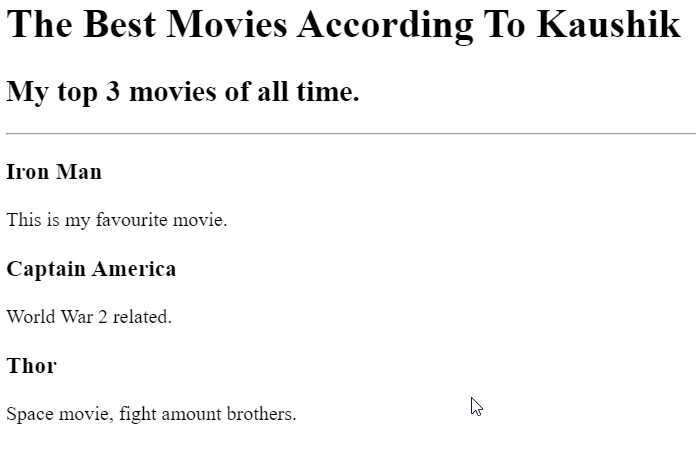 The Best Movies According To Kaushik
My top 3 movies of all time.
Iron Man
This is my favourite movie.
Captain America
World War 2 related.
Thor
Space movie, fight amount brothers.